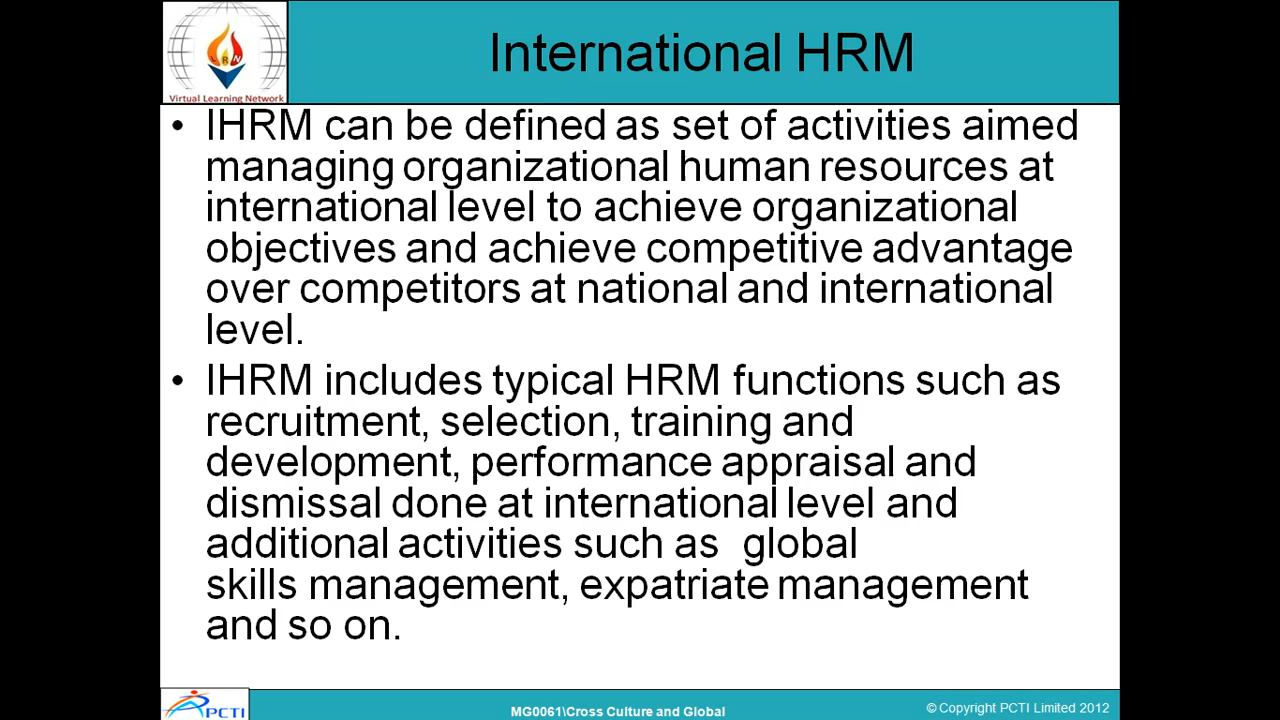 International HRM
LRN
Virtual Learning Network
• IHRM can be defined as set of activities aimed
managing organizational human resources at
international level to achieve organizational
objectives and achieve competitive advantage
over competitors at national and international
level.
• IHRM includes typical HRM functions such as
recruitment, selection, training and
development, performance appraisal and
dismissal done at international level and
additional activities such as  global
skills management, expatriate management
and so on.
PCTI
MG0061\Cross Culture and Global
© Copyright PCTI Limited 2012